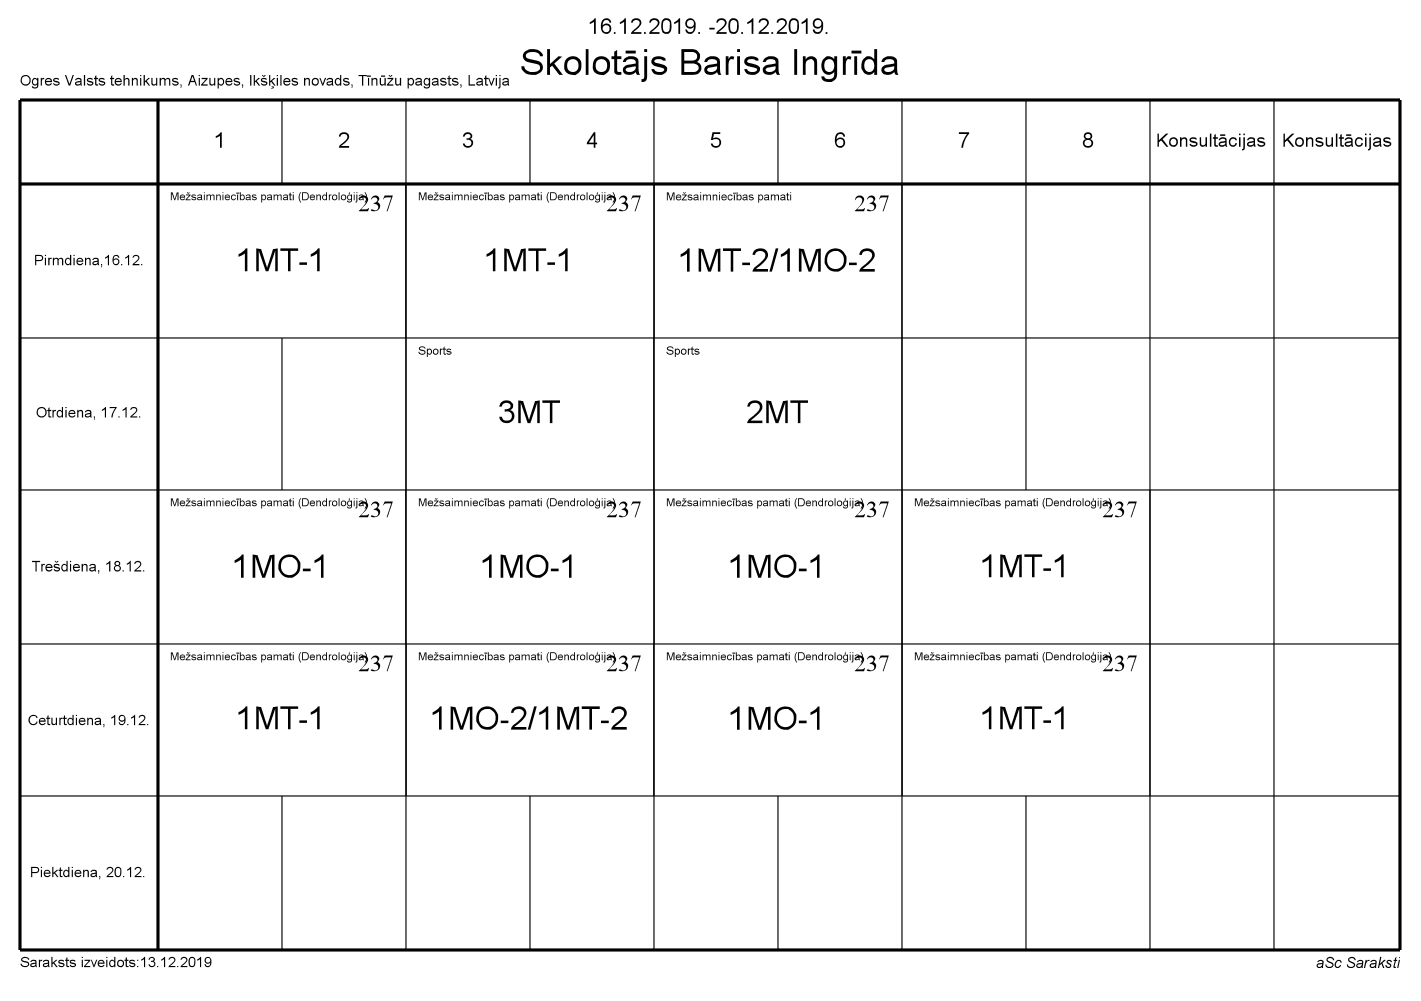 16.12.2019. -20.12.2019.
Skolotājs Barisa Ingrīda
Ogres Valsts tehnikums, Aizupes, Ikšķiles novads, Tīnūžu pagasts, Latvija
1 2 3 4 5 6 7 8 Konsultācijas Konsultācijas
Mežsaimniecības pamati (Dendroloģija) 237 Mežsaimniecības pamati (Dendroloģija) 237 Mežsaimniecības pamati 237
Pirmdiena,16.12. 1MT-1 1MT-1 1MT-2/1MO-2
Sports Sports
Otrdiena, 17.12. 3MT 2MT
Mežsaimniecības pamati (Dendroloģija) 237 Mežsaimniecības pamati (Dendroloģija) 237 Mežsaimniecības pamati (Dendroloģija) 237 Mežsaimniecības pamati (Dendroloģija) 237
Trešdiena, 18.12. 1MO-1 1MO-1 1MO-1 1MT-1
Mežsaimniecības pamati (Dendroloģija) 237 Mežsaimniecības pamati (Dendroloģija) 237 Mežsaimniecības pamati (Dendroloģija) 237 Mežsaimniecības pamati (Dendroloģija) 237
Ceturtdiena, 19.12. 1MT-1 1MO-2/1MT-2 1MO-1 1MT-1
Piektdiena, 20.12.
Saraksts izveidots:13.12.2019 aSc Saraksti